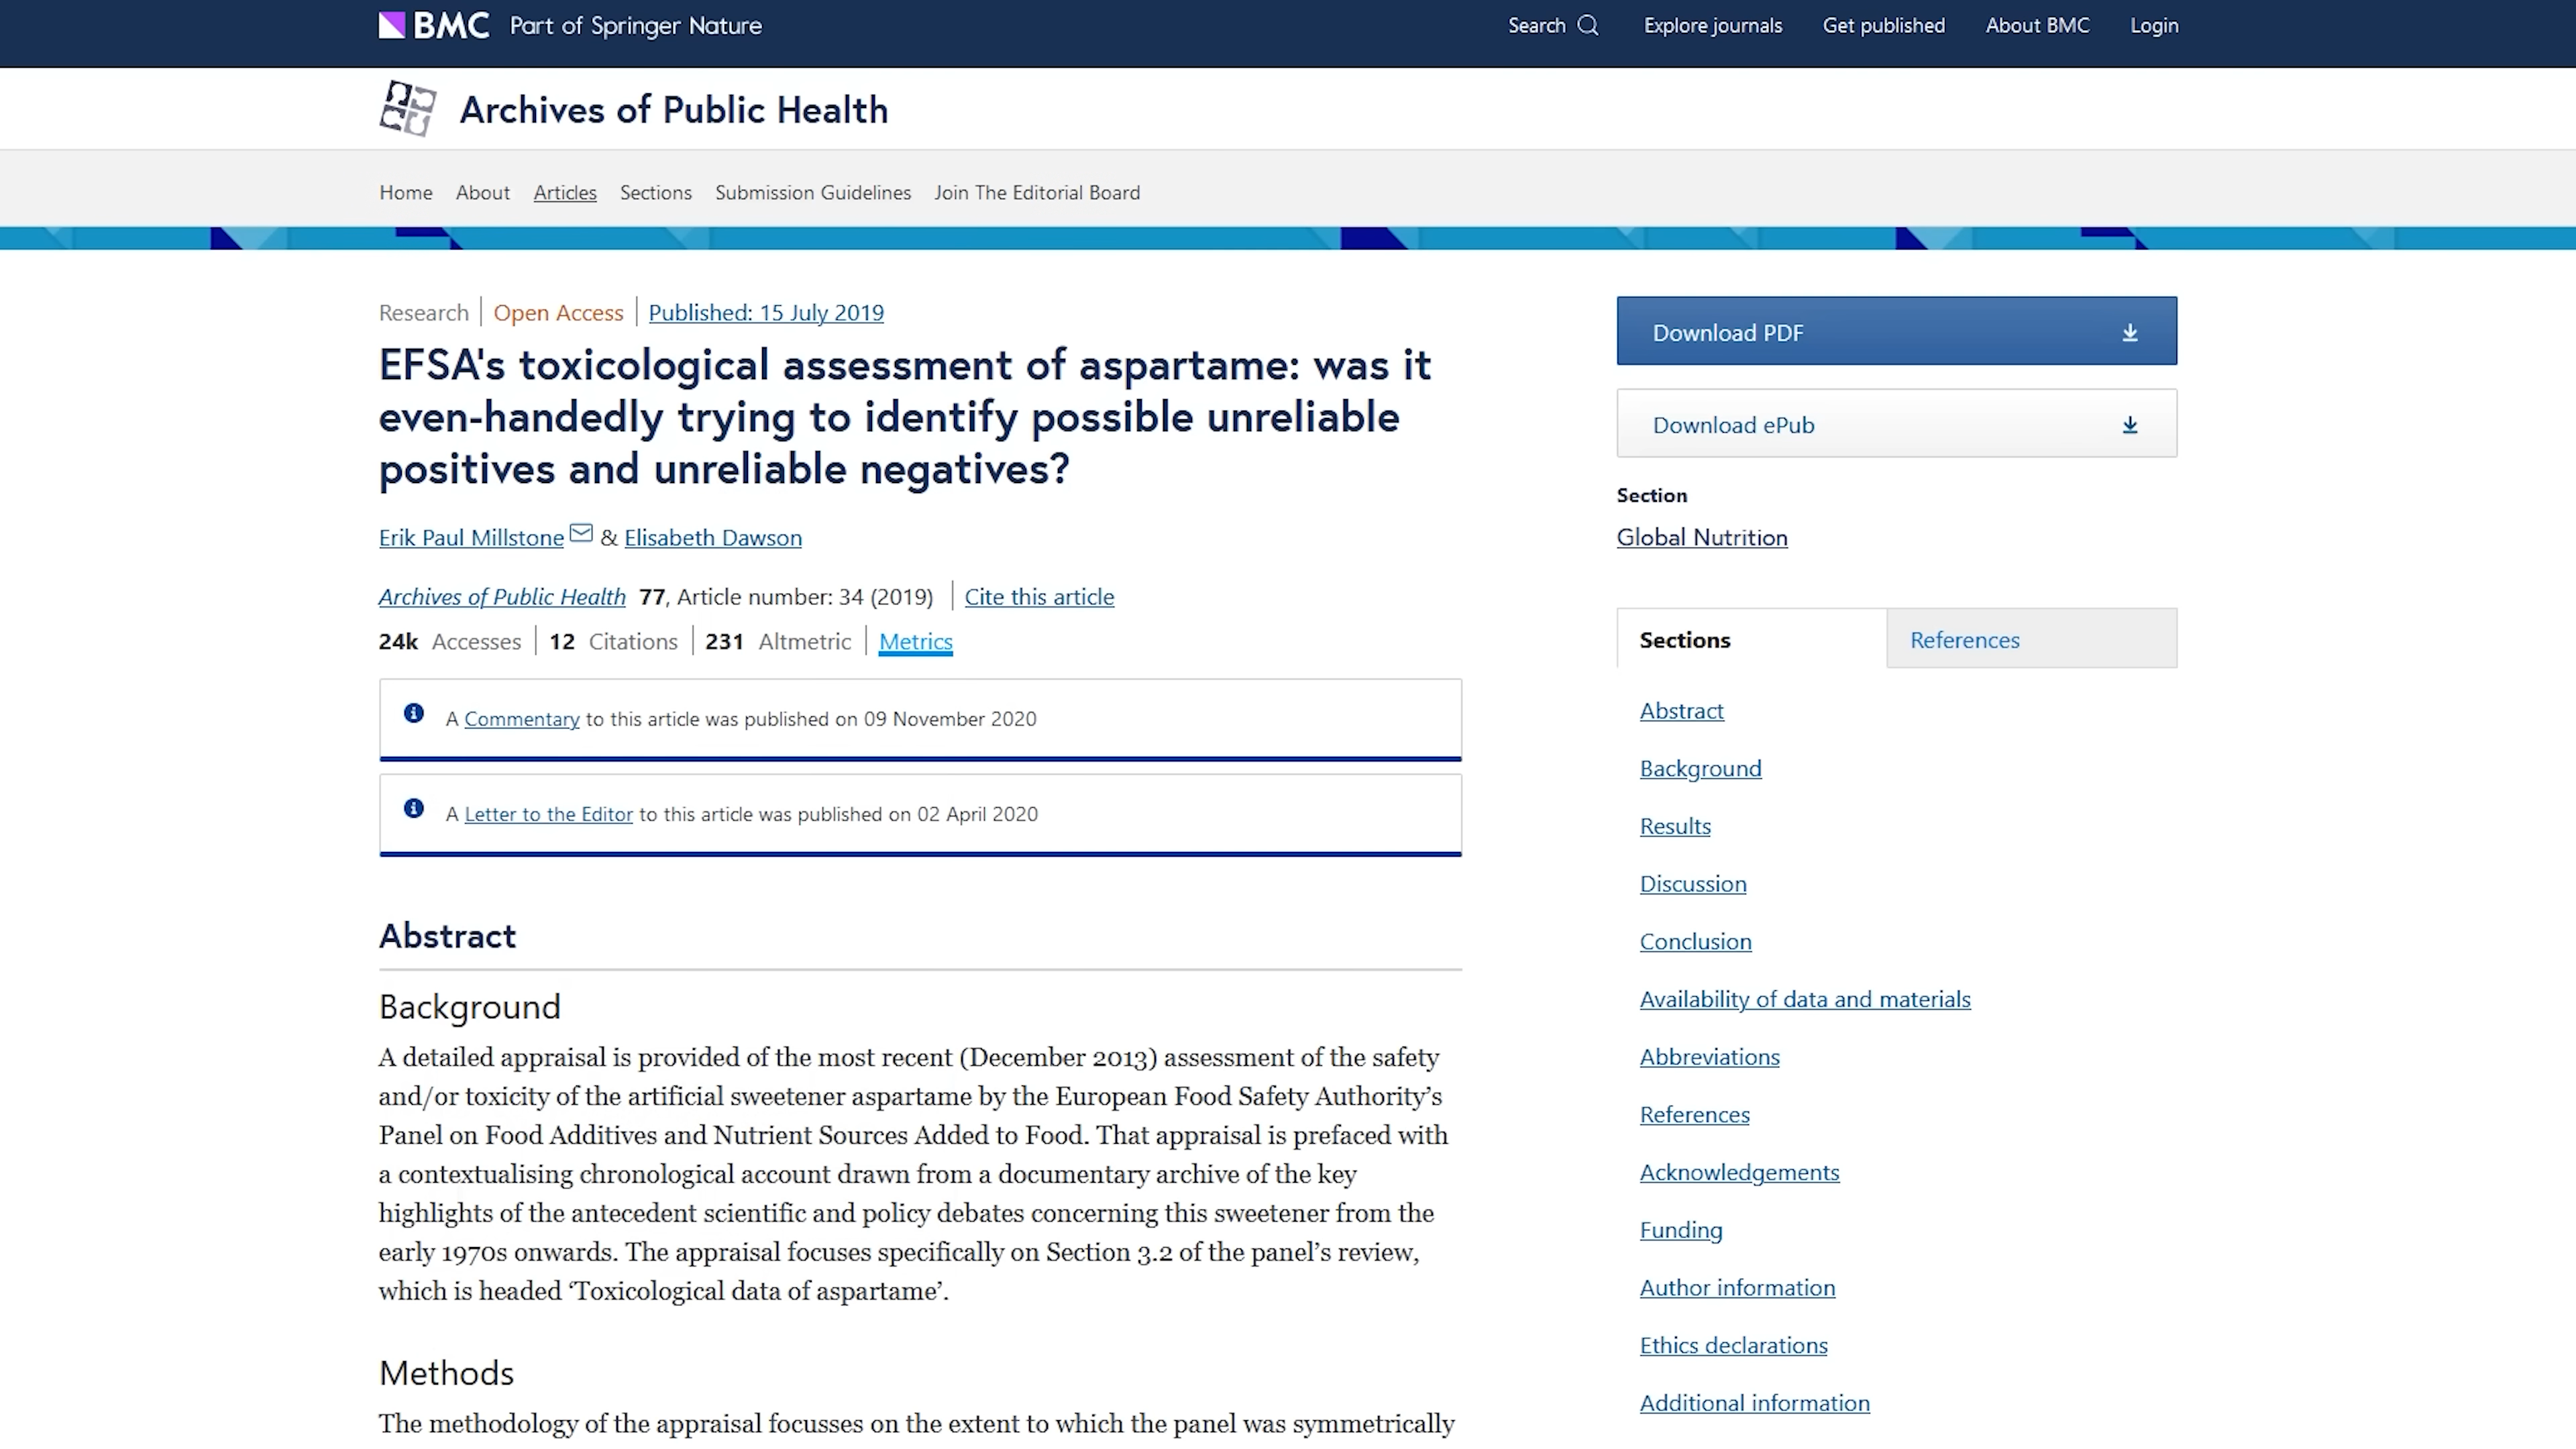 BMC Part of Springer Nature
Search Explore journals Get published About BMC Login
Archives of Public Health
Home About Articles Sections Submission Guidelines Join The Editorial Board
Research Open Access Published: 15 July 2019
EFSA's toxicological assessment of aspartame: was it
even-handedly trying to identify possible unreliable
positives and unreliable negatives?
Erik Paul Millstone & Elisabeth Dawson
Archives of Public Health 77, Article number: 34 (2019) Cite this article
24k Accesses 12 Citations 231 Altmetric Metrics
A Commentary to this article was published on 09 November 2020
A Letter to the Editor to this article was published on 02 April 2020
Abstract
Background
A detailed appraisal is provided of the most recent (December 2013) assessment of the safety
and/or toxicity of the artificial sweetener aspartame by the European Food Safety Authority’s
Panel on Food Additives and Nutrient Sources Added to Food. That appraisal is prefaced with
a contextualising chronological account drawn from a documentary archive of the key
highlights of the antecedent scientific and policy debates concerning this sweetener from the
early 1970s onwards. The appraisal focuses specifically on Section 3.2 of the panel’s review,
which is headed ‘Toxicological data of aspartame’.
Methods
The methodology of the appraisal focusses on the extent to which the panel was symmetrically
Download PDF
Download ePub
Section
Global Nutrition
Sections References
Abstract
Background
Results
Discussion
Conclusion
Availability of data and materials
Abbreviations
References
Acknowledgements
Funding
Author information
Ethics declarations
Additional information